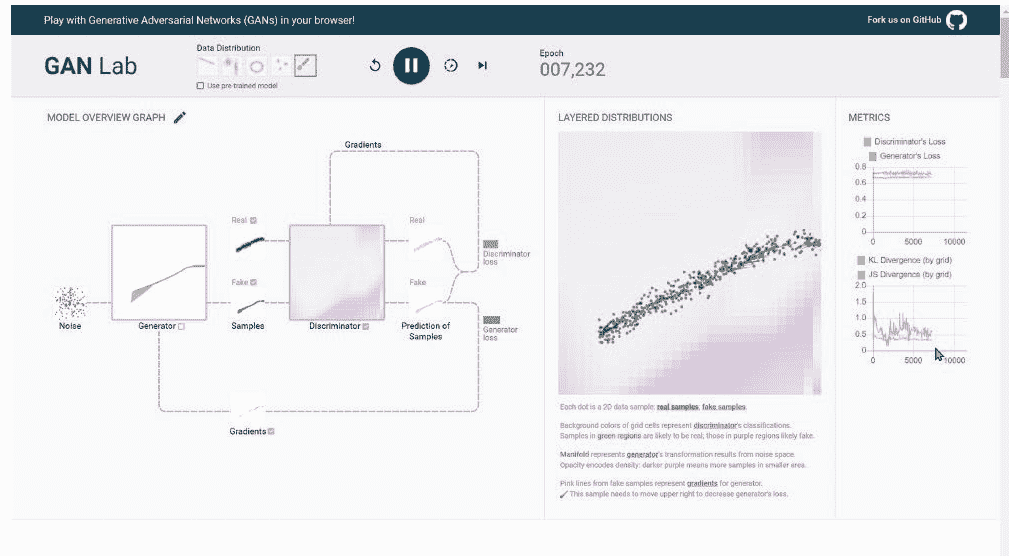 Play with Generative Adversarial Networks (GANs) in your browser!
Fork us on GitHub
GAN Lab
Data Distribution
Use pre-trained model
Epoch
007,232
MODEL OVERVIEW GRAPH
Gradients
Real
Real
Discriminator
loss
Fake
Fake
Noise
Generator
Samples
Discriminator
Prediction of
Samples
Generator
loss
Gradients
LAYERED DISTRIBUTIONS
Each dot is a 2D data sample: real samples; fake samples.
Background colors of grid cells represent discriminator's classifications.
Samples in green regions are likely to be real; those in purple regions likely fake.
Manifold represents generator's transformation results from noise space.
Opacity encodes density: darker purple means more samples in smaller area.
Pink lines from fake samples represent gradients for generator.
This sample needs to move upper right to decrease generator's loss.
METRICS
Discriminator's Loss
Generator's Loss
0.8
0.6
0.4
0.2
0
0 5000 10000
KL Divergence (by grid)
JS Divergence (by grid)
2.0
1.5
1.0
0.5
0
0 5000 10000